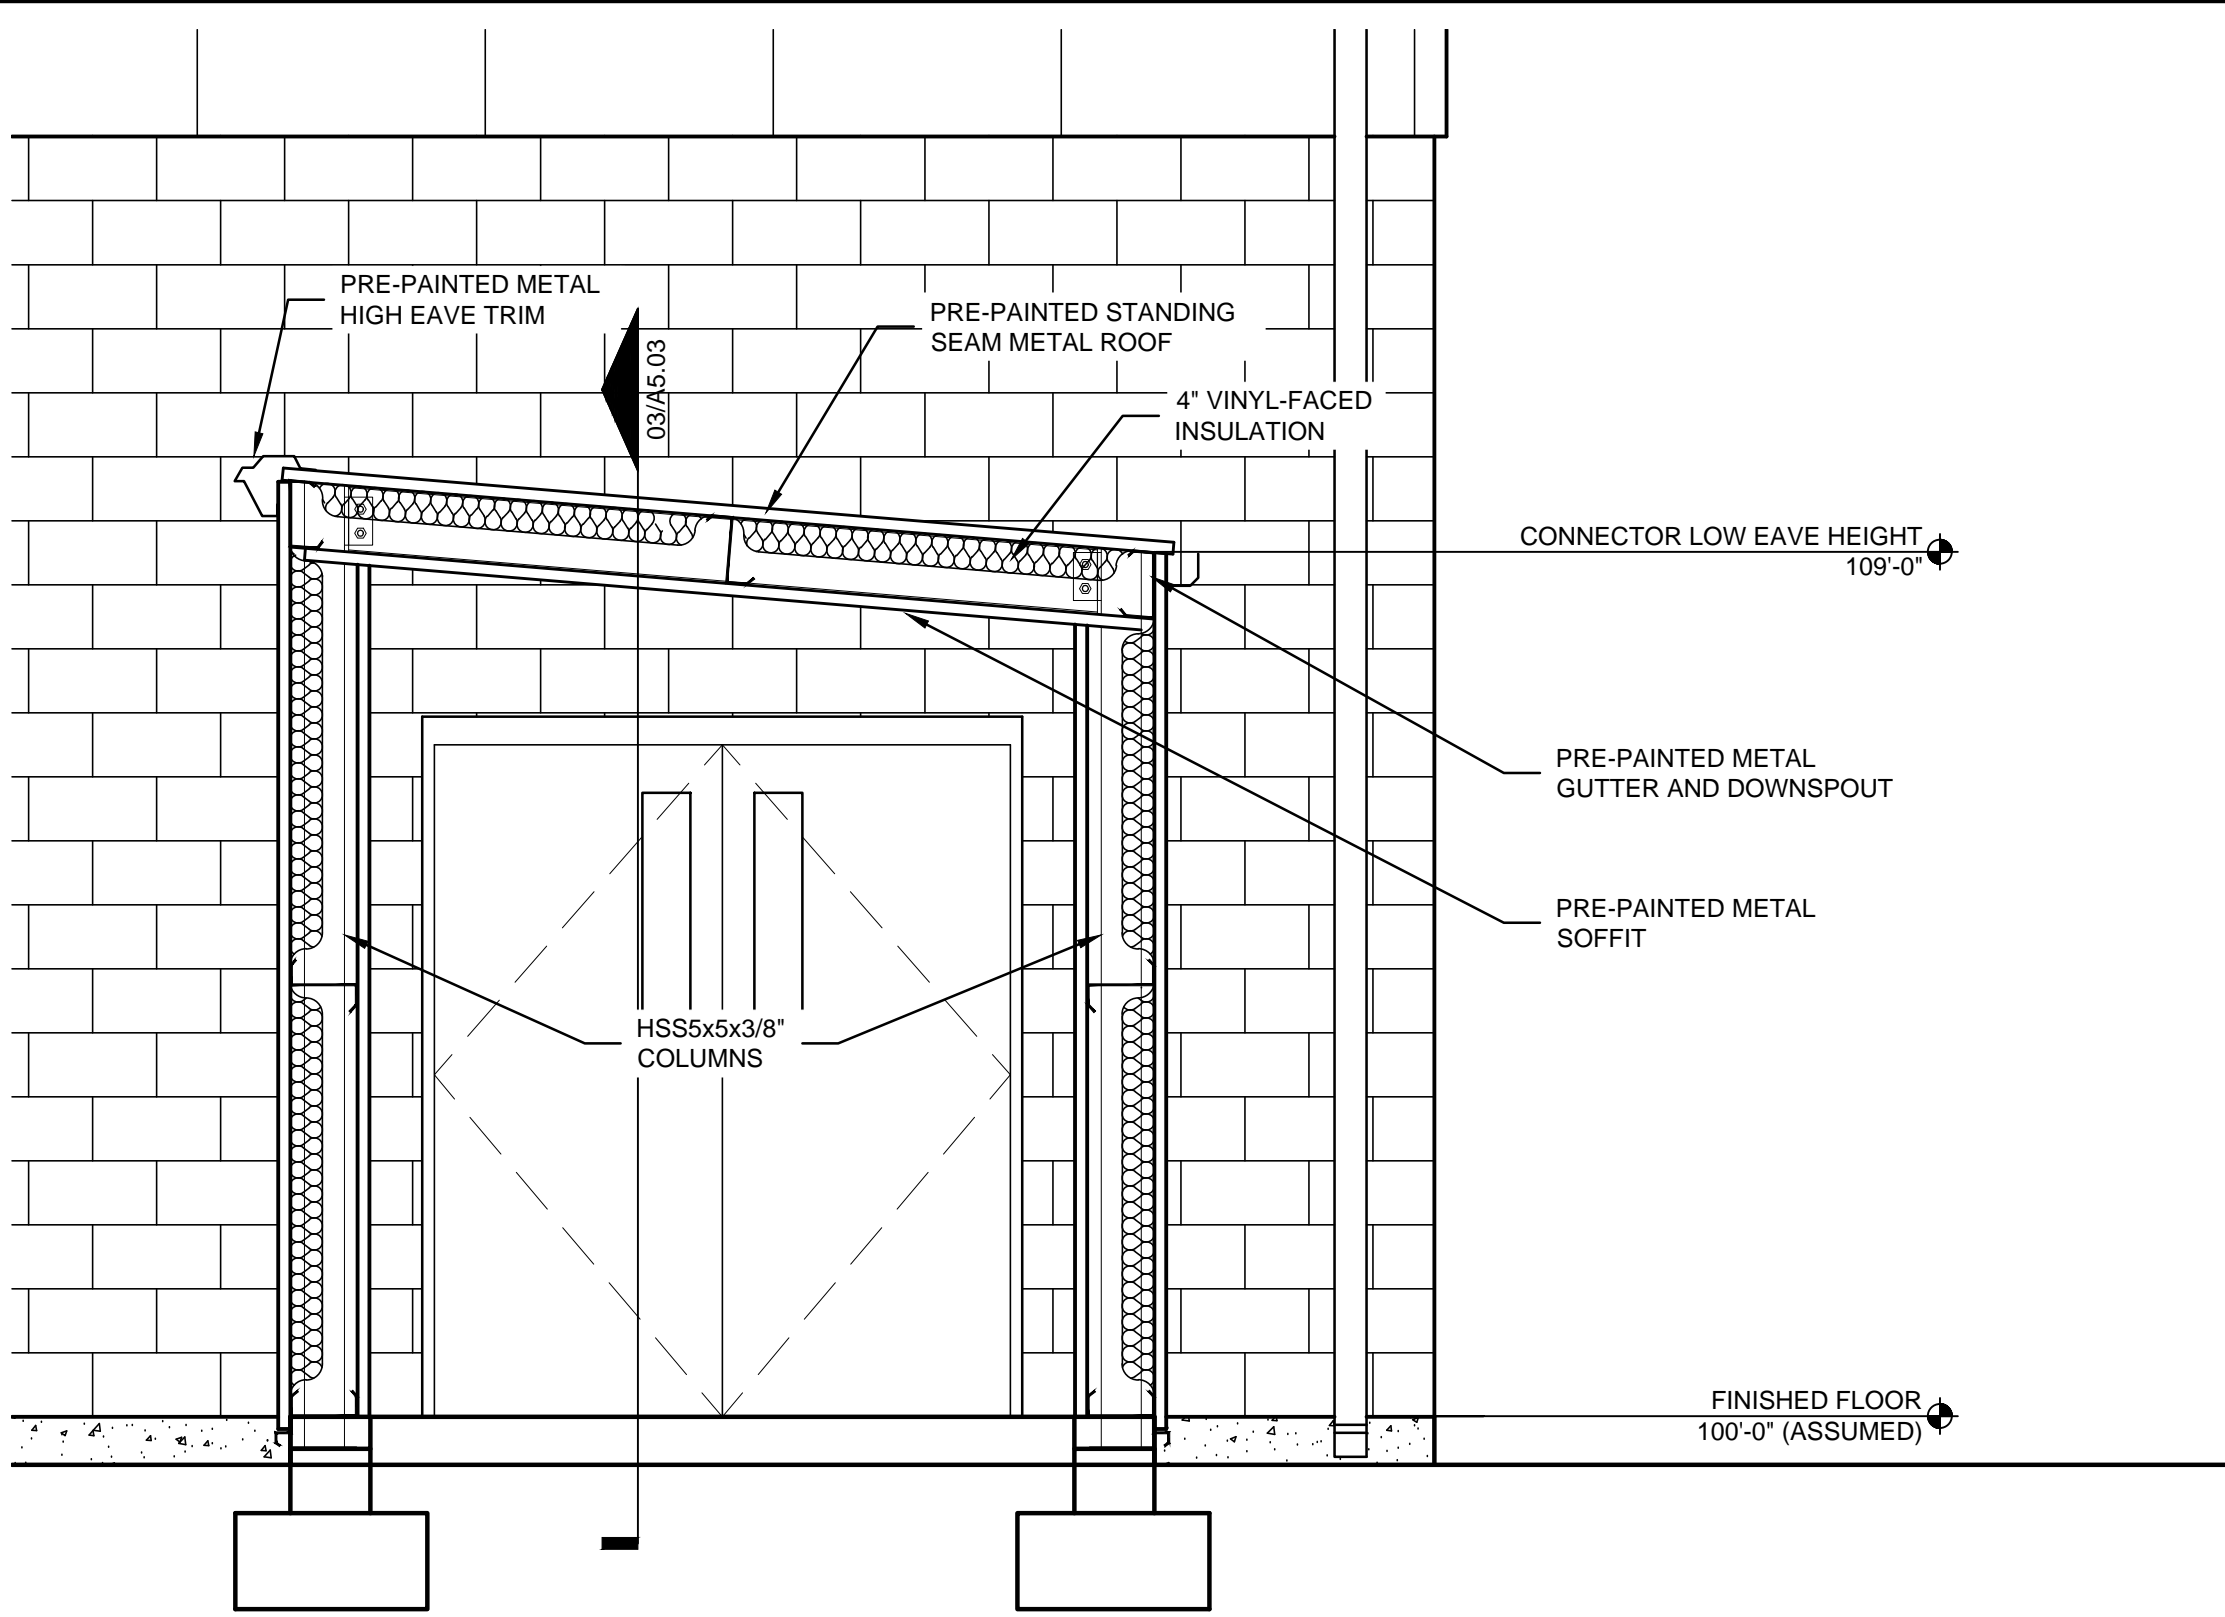 PRE-PAINTED METAL
HIGH EAVE TRIM
03/A5.03
PRE-PAINTED STANDING
SEAM METAL ROOF
4" VINYL-FACED
INSULATION
CONNECTOR LOW EAVE HEIGHT
109'-0"
PRE-PAINTED METAL
GUTTER AND DOWNSPOUT
PRE-PAINTED METAL
SOFFIT
HSS5x5x3/8"
COLUMNS
FINISHED FLOOR
100'-0" (ASSUMED)